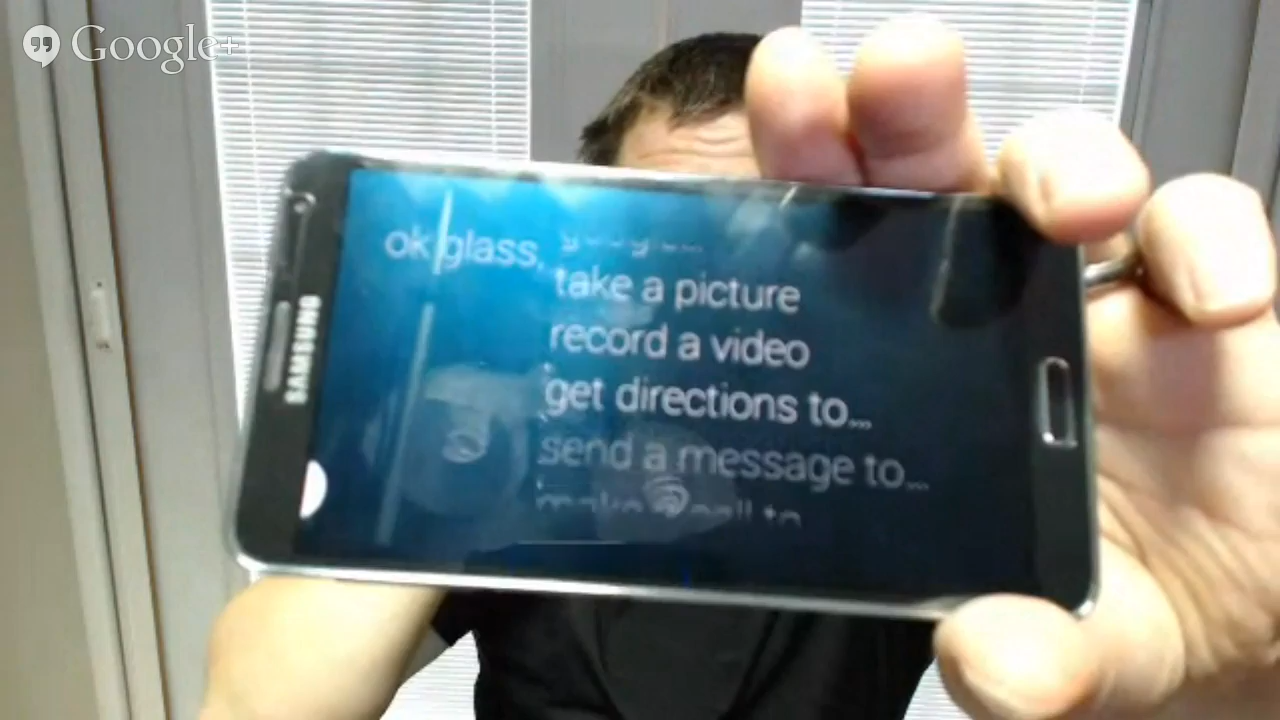 Google+
SAMSUNG
ok glass,
take a picture
record a video
get directions to...
send a message to...